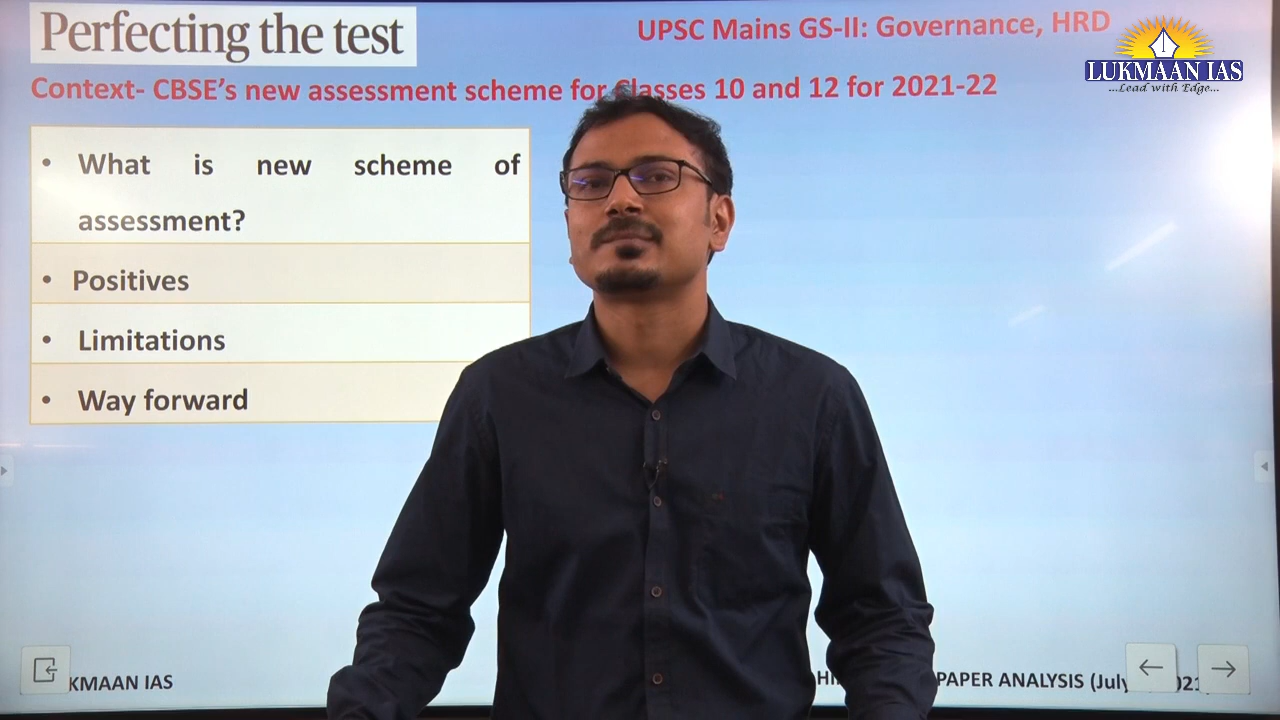 Perfecting the test
UPSC Mains GS-II: Governance, HRD
LUKMAAN IAS
...Lead with Edge...
Context- CBSE's new assessment scheme for Classes 10 and 12 for 2021-22
• What is new scheme of
assessment?
• Positives
• Limitations
• Way forward
KMAAN IAS
PAPER ANALYSIS (July